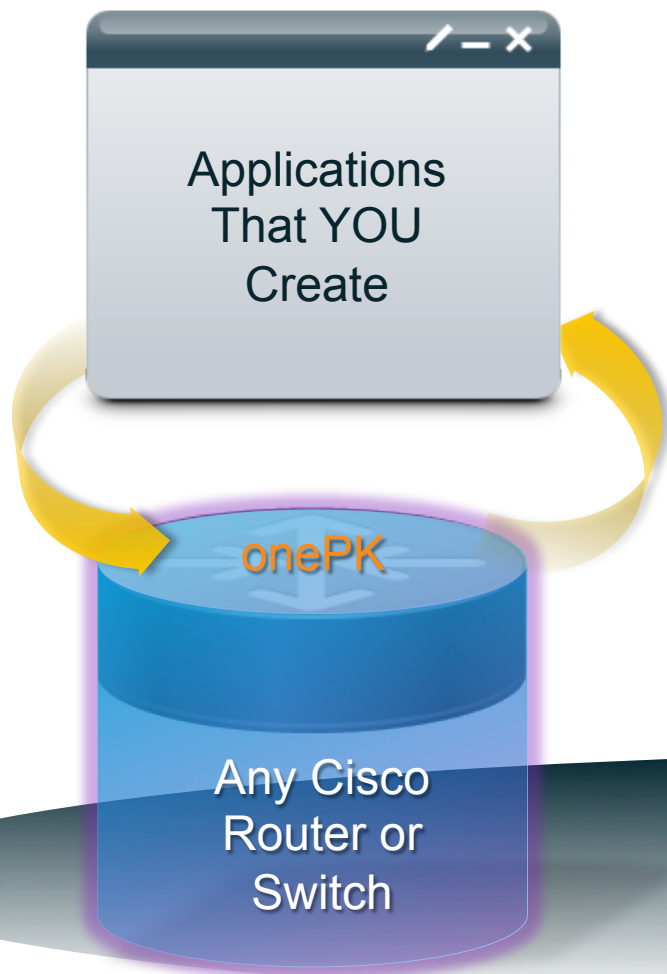 Applications
That YOU
Create
onePK
Any Cisco
Router or
Switch